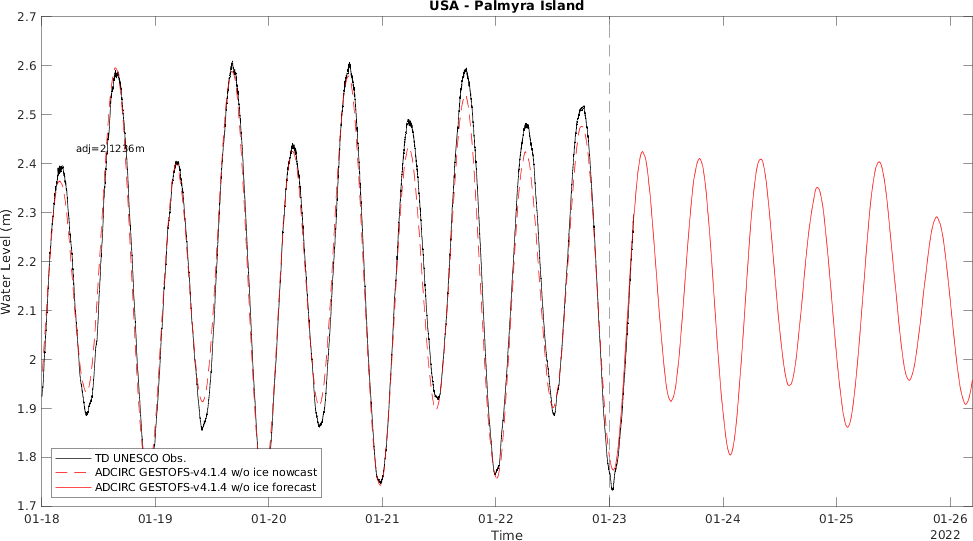 USA - Palmyra Island
2.7
2.6
2.5
2.4
2.3
2.2
2.1
2
1.9
1.8
1.7
Water Level (m)
adj=2.1236m
TD UNESCO Obs.
ADCIRC GESTOFS-v4.1.4 w/o ice nowcast
ADCIRC GESTOFS-v4.1.4 w/o ice forecast
01-18 01-19 01-20 01-21 01-22 01-23 01-24 01-25 01-26
Time 2022